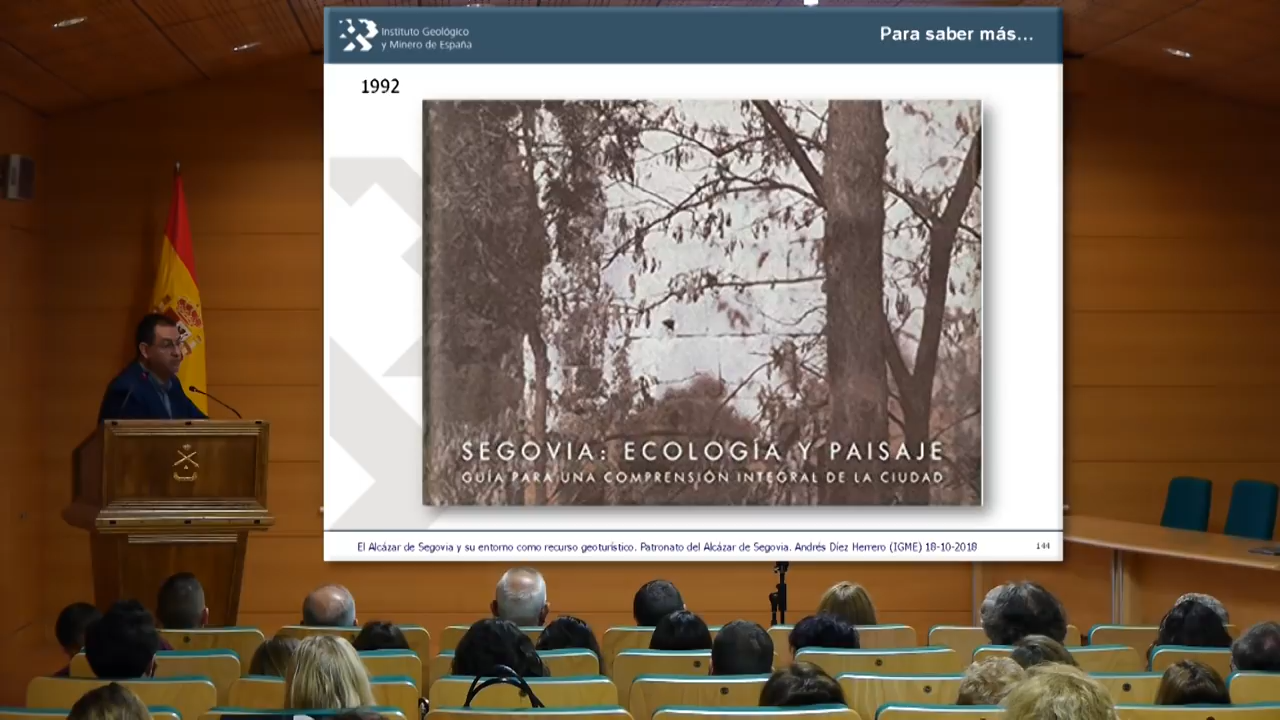 Instituto Geológico
y Minero de España
Para saber más...
1992
SEGOVIA: ECOLOGÍA Y PAISAJE
GUÍA PARA UNA COMPRENSIÓN INTEGRAL DE LA CIUDAD
El Alcázar de Segovia y su entorno como recurso geoturístico. Patronato del Alcázar de Segovia. Andrés Díez Herrero (IGME) 18-10-2018
144